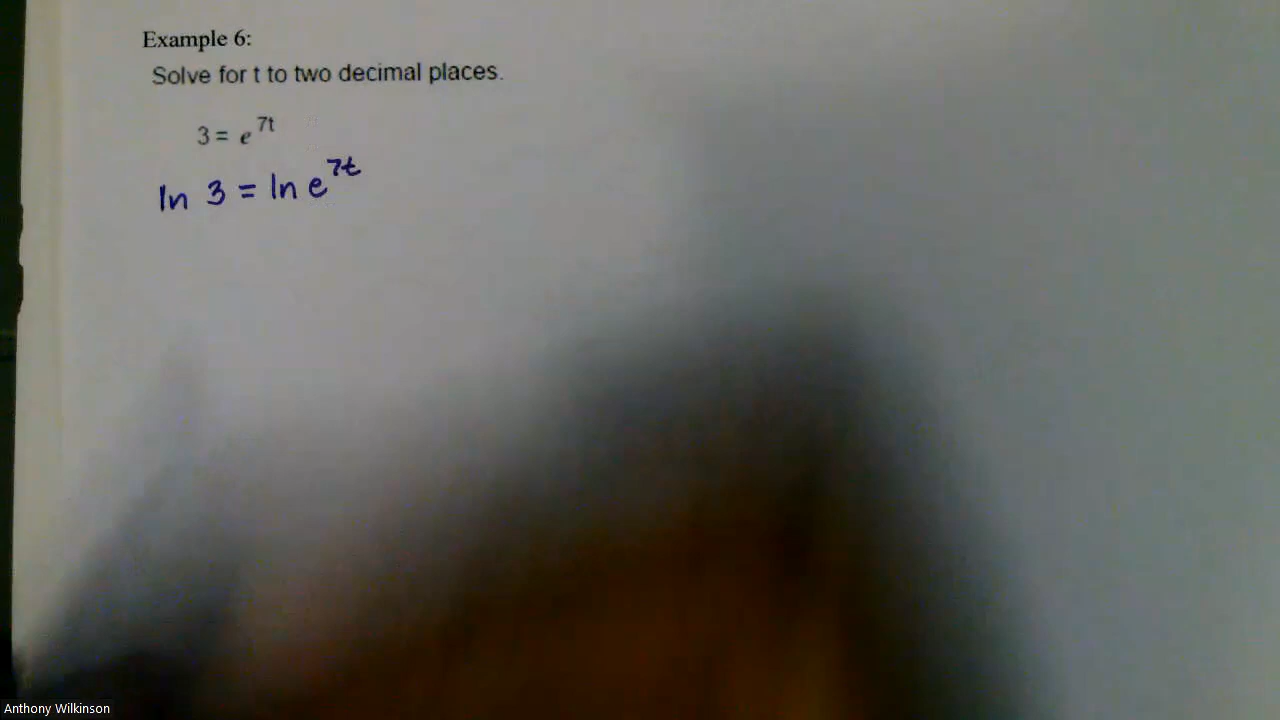 Example 6:
Solve for t to two decimal places.
3 = e^7t
ln 3 = ln e^7t
Anthony Wilkinson